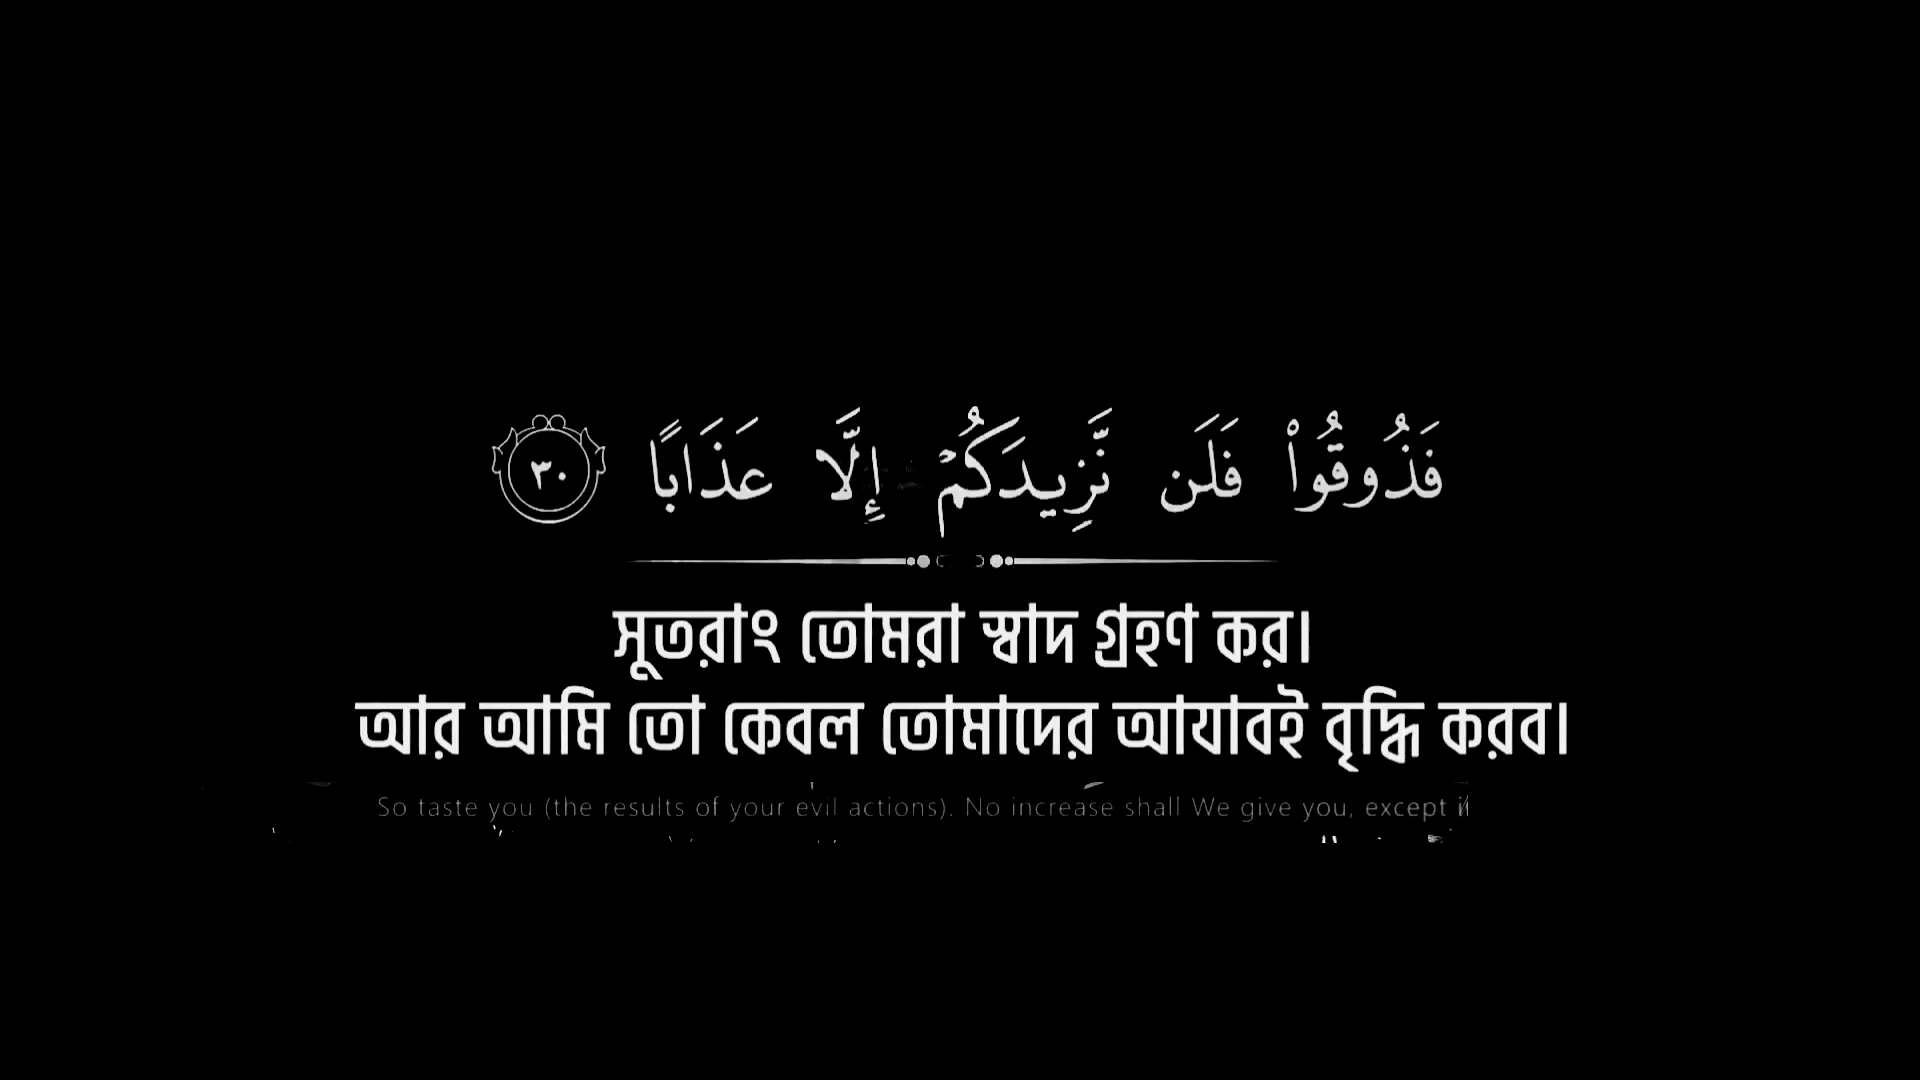 فَذُوقُوا۟ فَلَن نَّزِيدَكُمْ إِلَّا عَذَابًا ٣٠
সুতরাং তোমরা স্বাদ গ্রহণ কর।
আর আমি তো কেবল তোমাদের আযাবই বৃদ্ধি করব।
So taste you (the results of your evil actions). No increase shall We give you, except